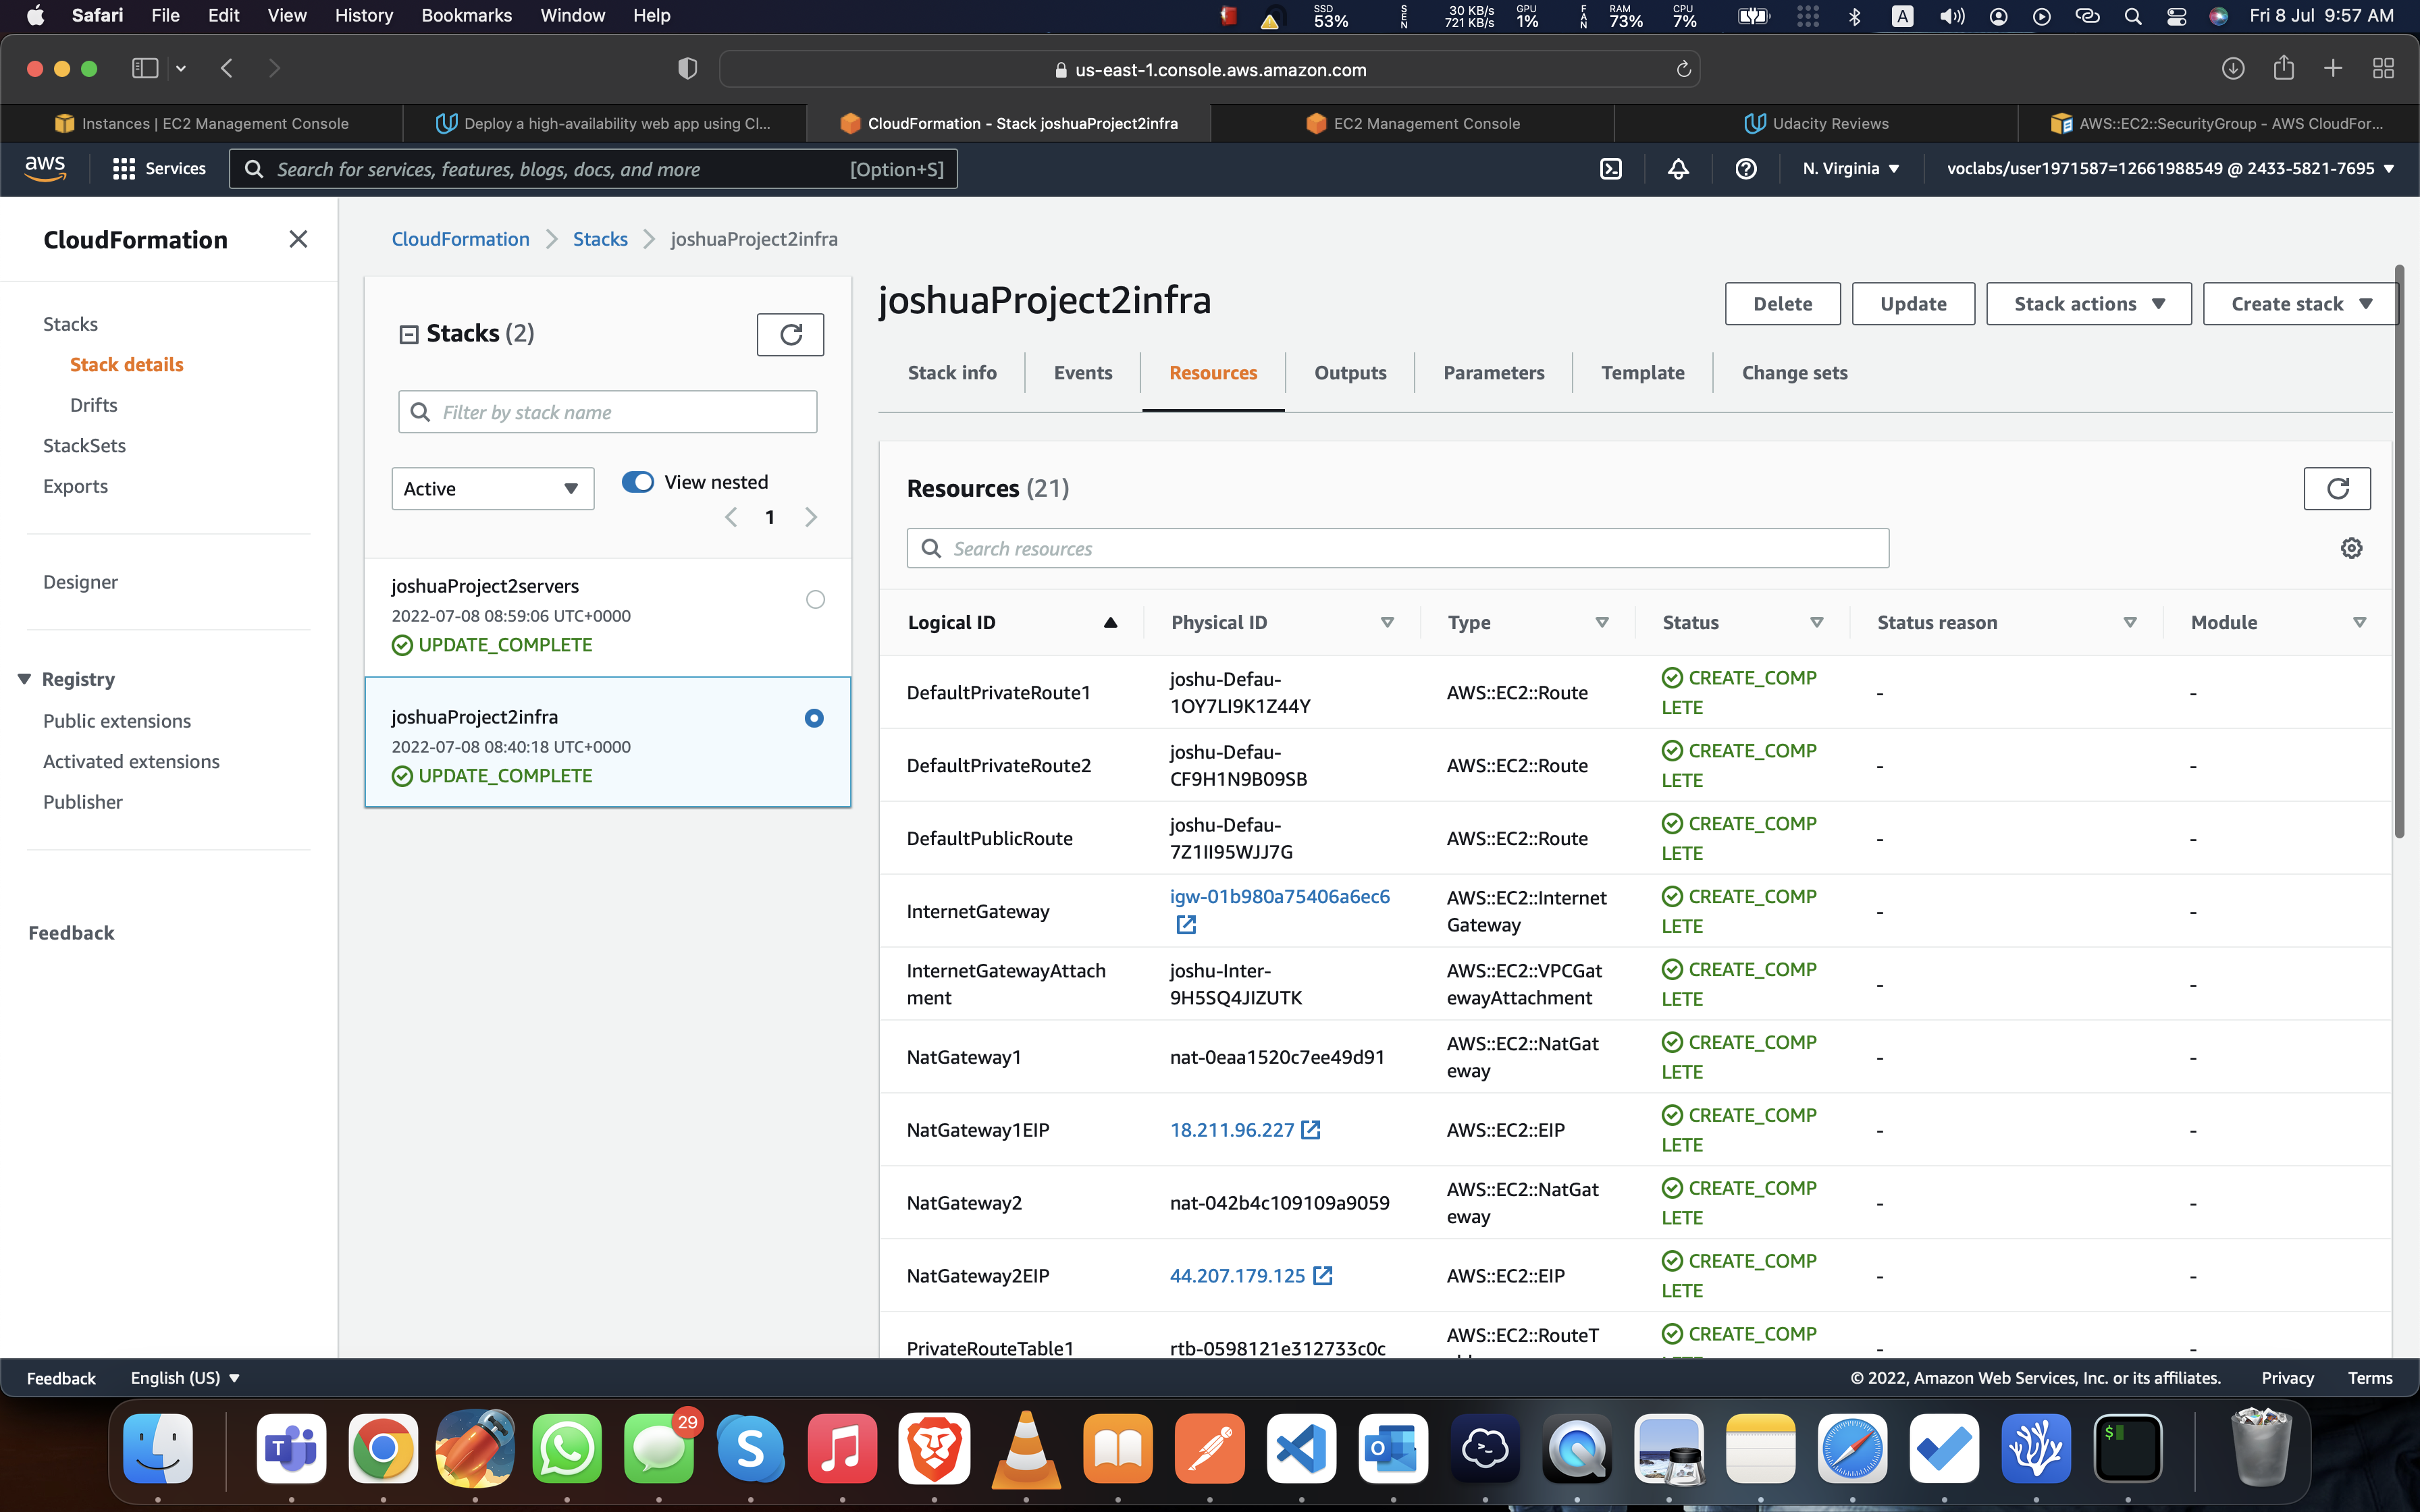 Safari File Edit View History Bookmarks Window Help
SSD 53% SEN 30 KB/s 721 KB/s GPU 1% FAN RAM 73% CPU 7% A Fri 8 Jul 9:57 AM
us-east-1.console.aws.amazon.com
Instances | EC2 Management Console
Deploy a high-availability web app using Cl...
CloudFormation - Stack joshuaProject2infra
EC2 Management Console
Udacity Reviews
AWS::EC2::SecurityGroup - AWS CloudFor...
aws Services Search for services, features, blogs, docs, and more [Option+S] N. Virginia voclabs/user1971587=12661988549 @ 2433-5821-7695
CloudFormation
Stacks
Stack details
Drifts
StackSets
Exports
Designer
Registry
Public extensions
Activated extensions
Publisher
Feedback
CloudFormation Stacks joshuaProject2infra
Stacks (2)
Filter by stack name
Active View nested
1
joshuaProject2servers
2022-07-08 08:59:06 UTC+0000
UPDATE_COMPLETE
joshuaProject2infra
2022-07-08 08:40:18 UTC+0000
UPDATE_COMPLETE
joshuaProject2infra
Delete Update Stack actions Create stack
Stack info Events Resources Outputs Parameters Template Change sets
Resources (21)
Search resources
Logical ID Physical ID Type Status Status reason Module
DefaultPrivateRoute1 joshu-Defau-1OY7LI9K1Z44Y AWS::EC2::Route CREATE_COMPLETE - -
DefaultPrivateRoute2 joshu-Defau-CF9H1N9B09SB AWS::EC2::Route CREATE_COMPLETE - -
DefaultPublicRoute joshu-Defau-7Z1II95WJJ7G AWS::EC2::Route CREATE_COMPLETE - -
InternetGateway igw-01b980a75406a6ec6 AWS::EC2::InternetGateway CREATE_COMPLETE - -
InternetGatewayAttachment joshu-Inter-9H5SQ4JIZUTK AWS::EC2::VPCGatewayAttachment CREATE_COMPLETE - -
NatGateway1 nat-0eaa1520c7ee49d91 AWS::EC2::NatGateway CREATE_COMPLETE - -
NatGateway1EIP 18.211.96.227 AWS::EC2::EIP CREATE_COMPLETE - -
NatGateway2 nat-042b4c109109a9059 AWS::EC2::NatGateway CREATE_COMPLETE - -
NatGateway2EIP 44.207.179.125 AWS::EC2::EIP CREATE_COMPLETE - -
PrivateRouteTable1 rtb-0598121e312733c0c AWS::EC2::RouteT CREATE_COMP - -
Feedback English (US) © 2022, Amazon Web Services, Inc. or its affiliates. Privacy Terms
29